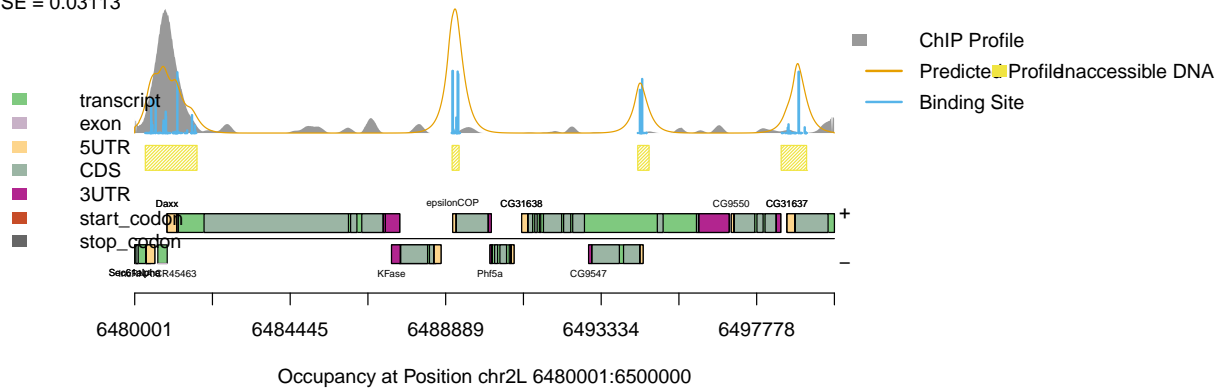 SE = 0.03113
ChIP Profile
Predicted Profile
Inaccessible DNA
Binding Site
transcript
exon
5UTR
CDS
3UTR
start_codon
stop_codon
Daxx
epsilonCOP
CG31638
CG9550
CG31637
+
CR45463
KFase
Phf5a
CG9547
−
6480001 6484445 6488889 6493334 6497778
Occupancy at Position chr2L 6480001:6500000